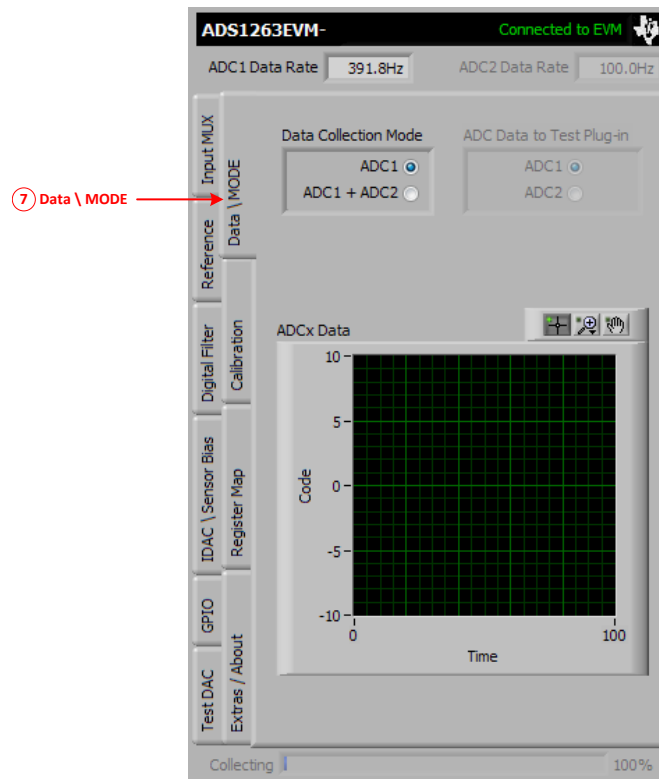 ADS1263EVM-
Connected to EVM
ADC1 Data Rate 391.8Hz
ADC2 Data Rate 100.0Hz
Input MUX
Reference
Digital Filter
IDAC \ Sensor Bias
GPIO
Test DAC
Data \ MODE
Calibration
Register Map
Extras / About
7 Data \ MODE
Data Collection Mode
ADC1
ADC1 + ADC2
ADC Data to Test Plug-in
ADC1
ADC2
ADCx Data
10
5
0
-5
-10
Code
0
100
Time
Collecting
100%